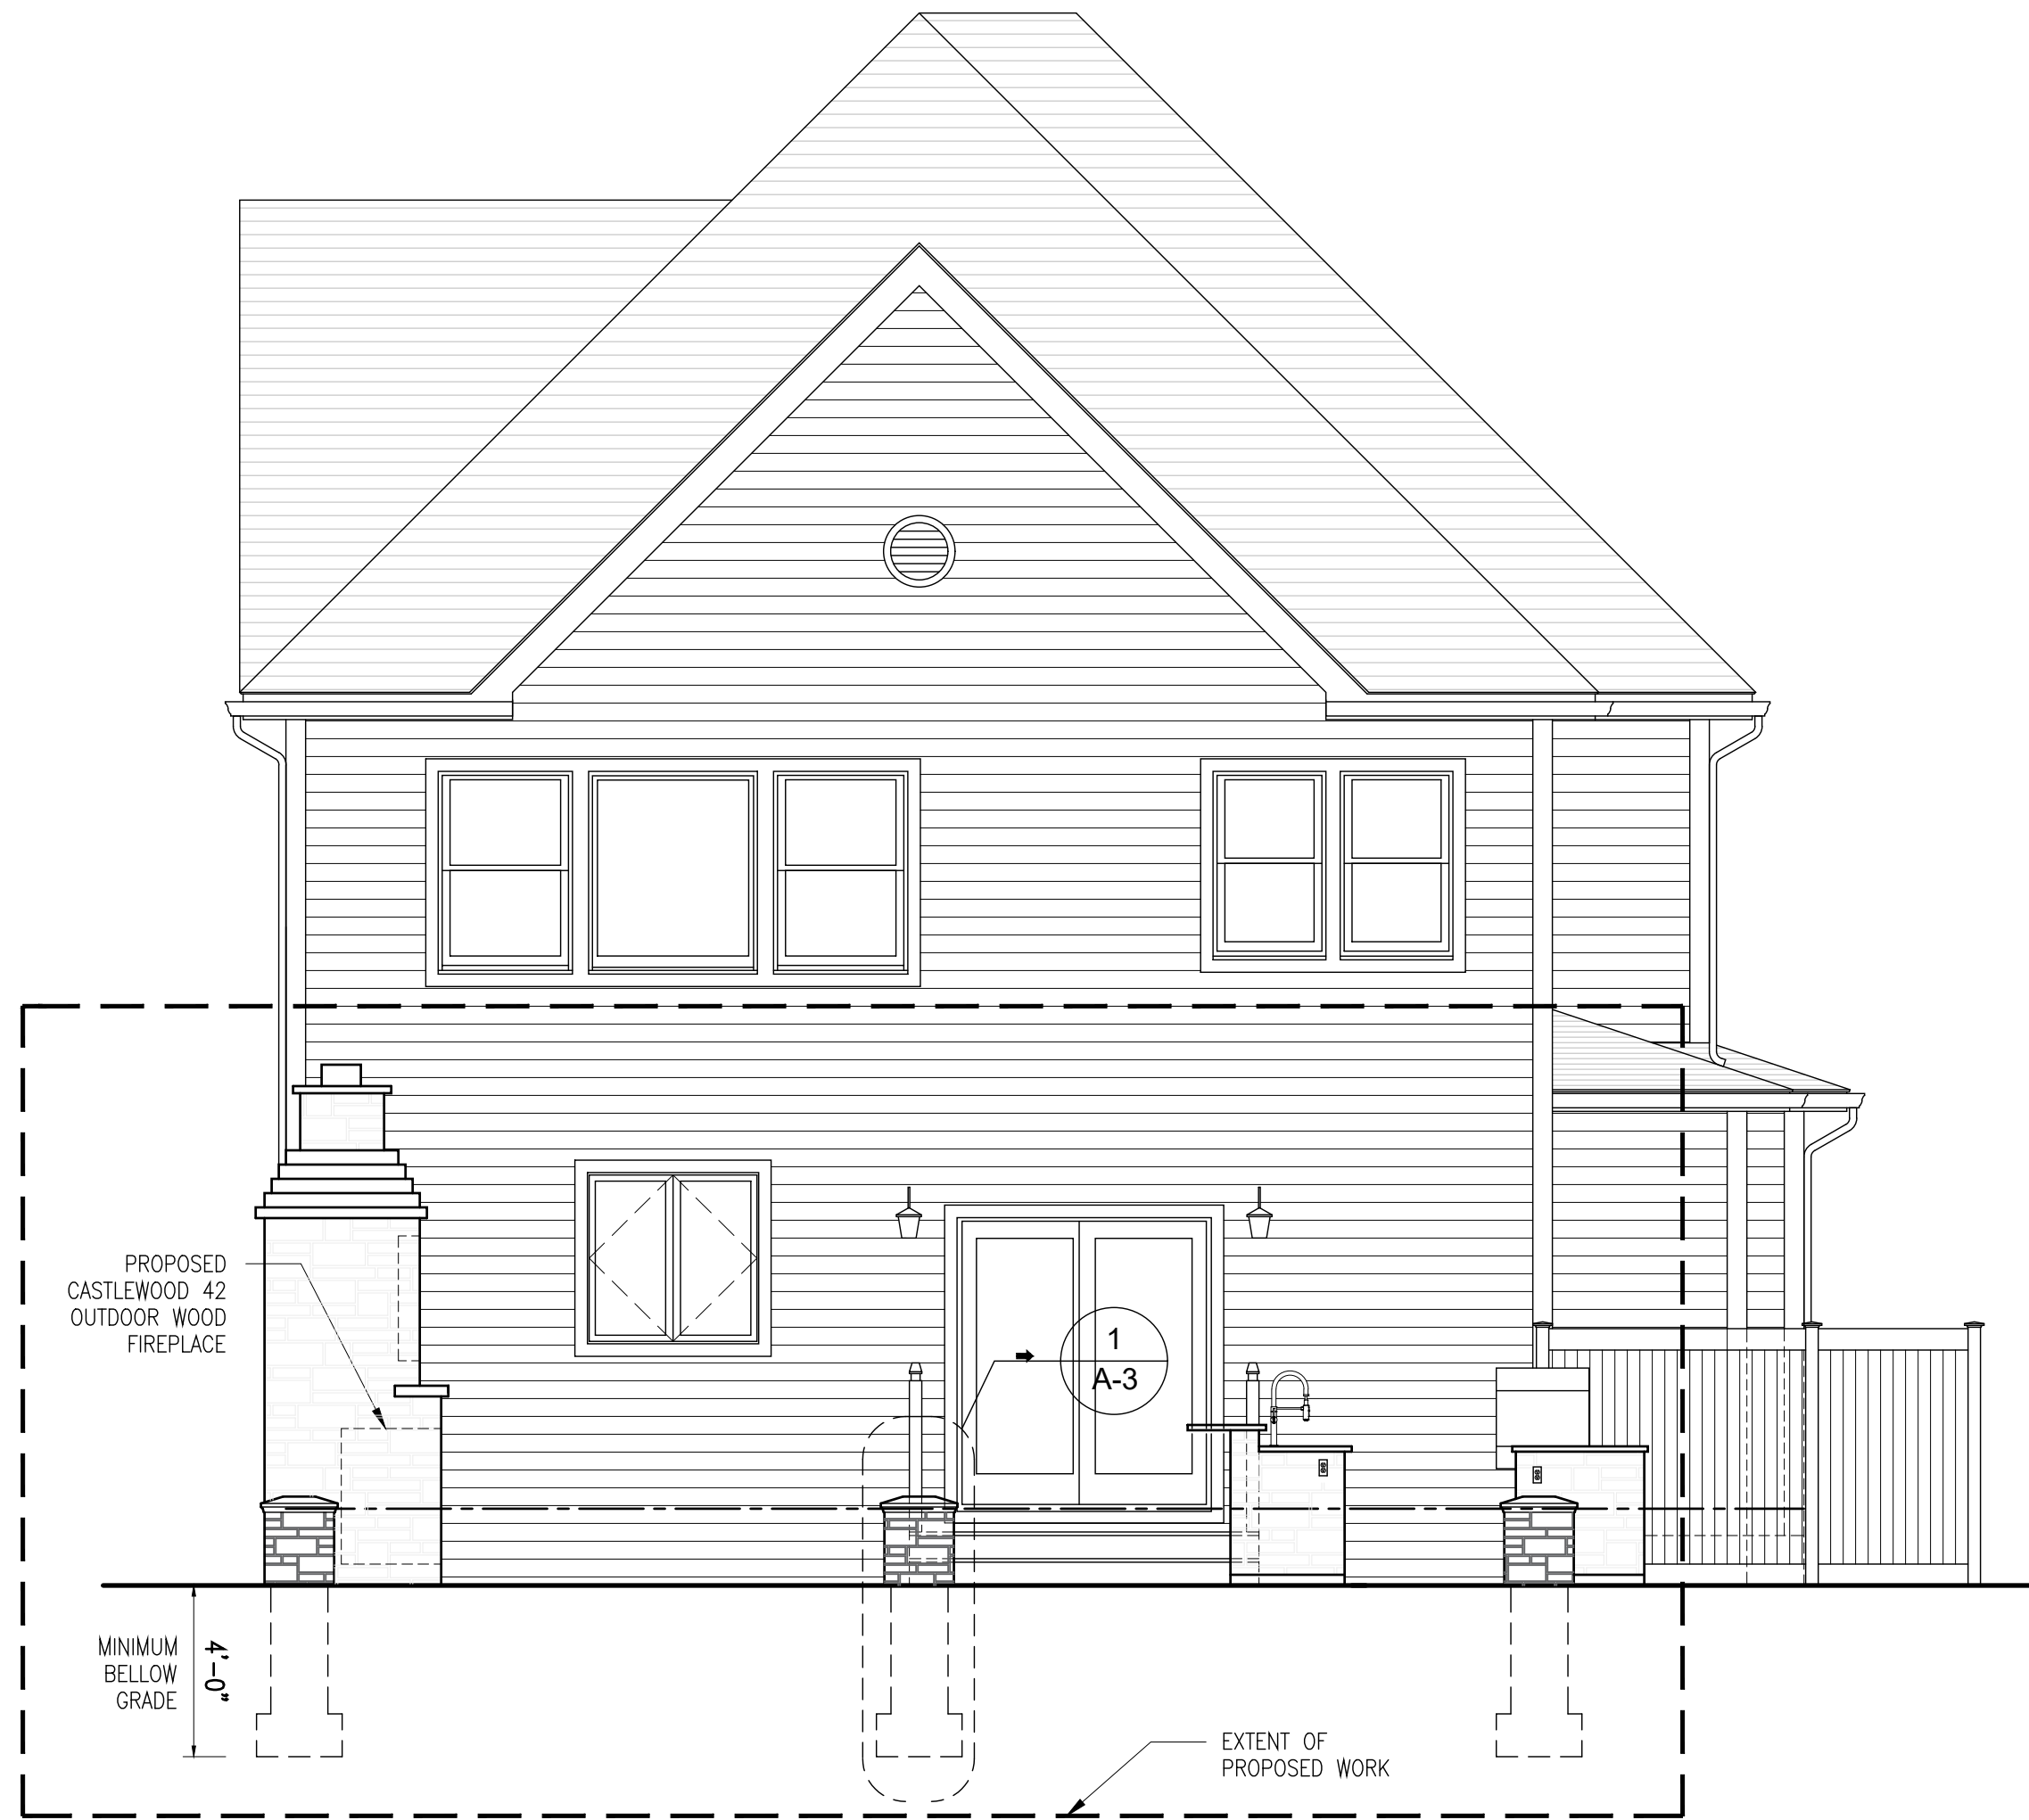 PROPOSED
CASTLEWOOD 42
OUTDOOR WOOD
FIREPLACE
1
A-3
MINIMUM
BELLOW
GRADE
4'-0"
EXTENT OF
PROPOSED WORK